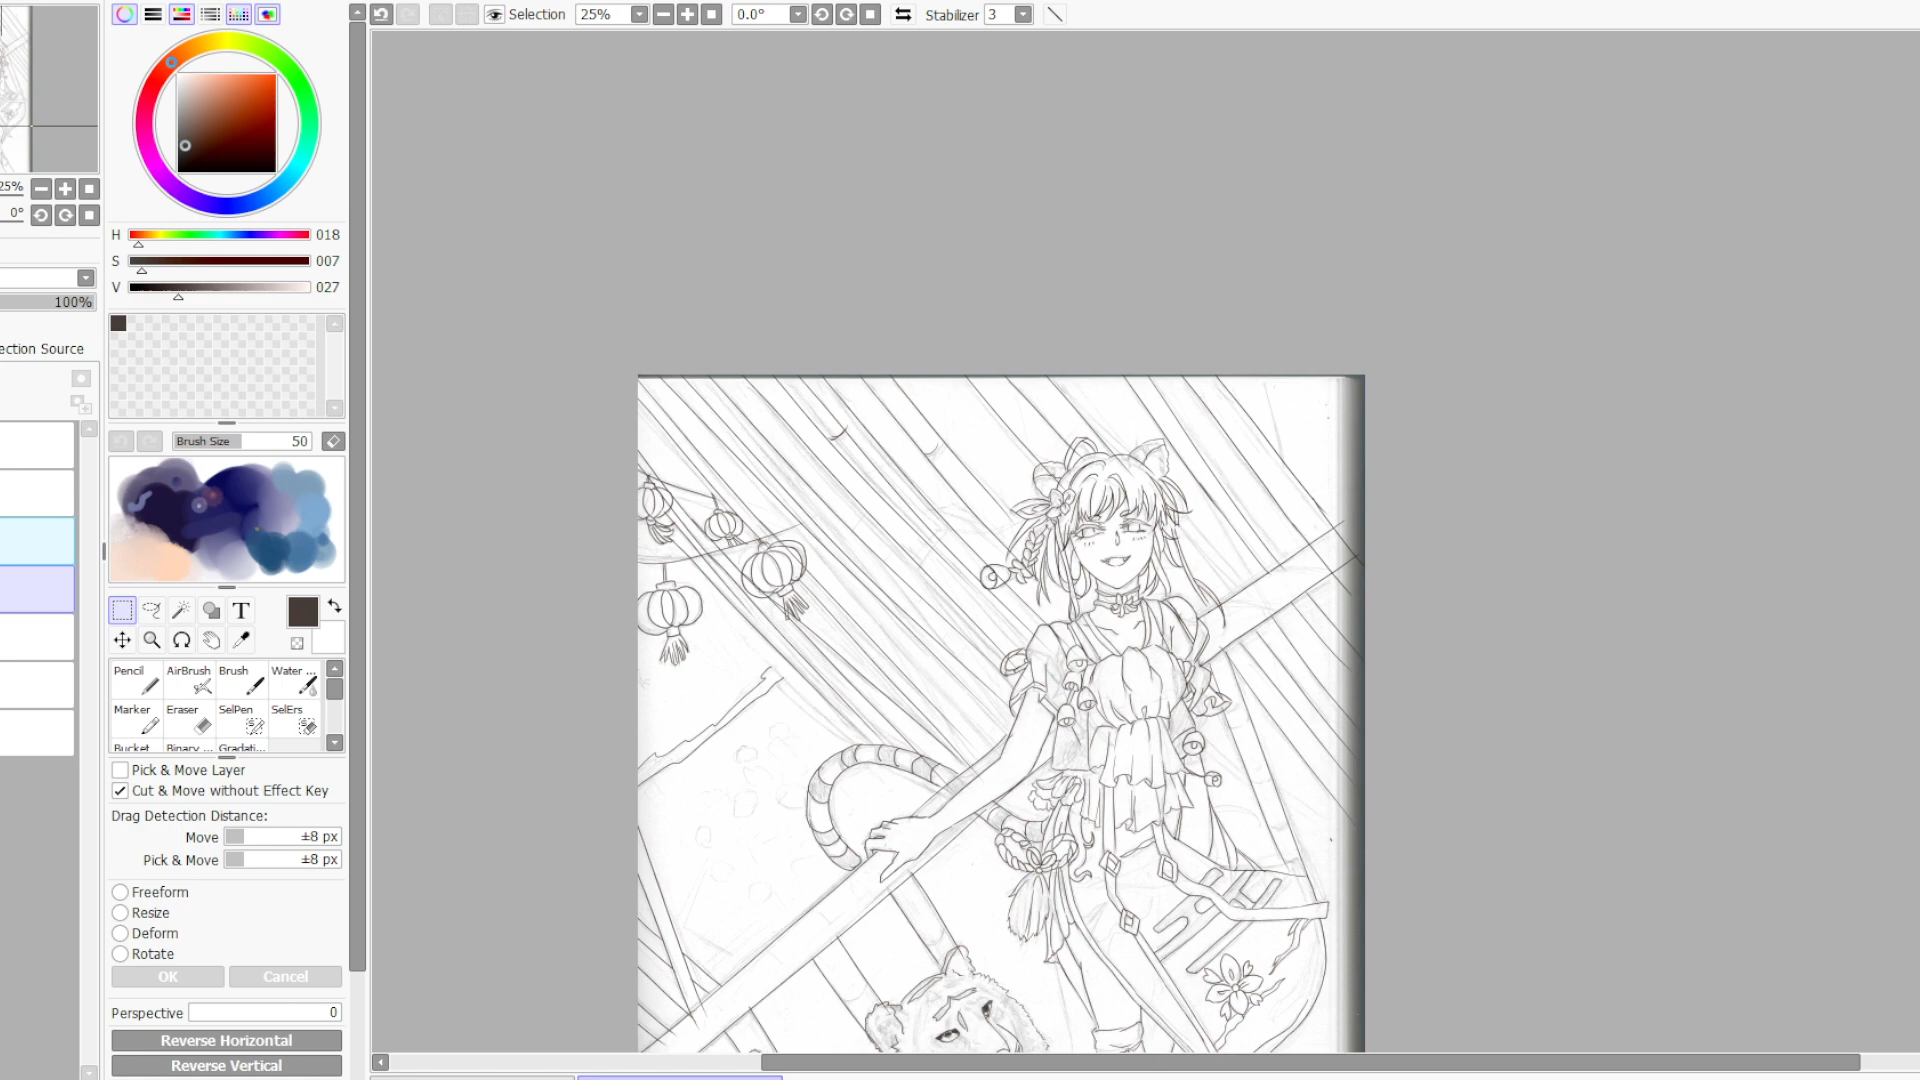 Selection 25% 0.0° Stabilizer 3
25%
0°
H 018
S 007
V 027
100%
ection Source
Brush Size 50
T
Pencil AirBrush Brush Water ...
Marker Eraser SelPen SelErs
Bucket Binary ... Gradati...
Pick & Move Layer
Cut & Move without Effect Key
Drag Detection Distance:
Move ±8 px
Pick & Move ±8 px
Freeform
Resize
Deform
Rotate
OK Cancel
Perspective 0
Reverse Horizontal
Reverse Vertical